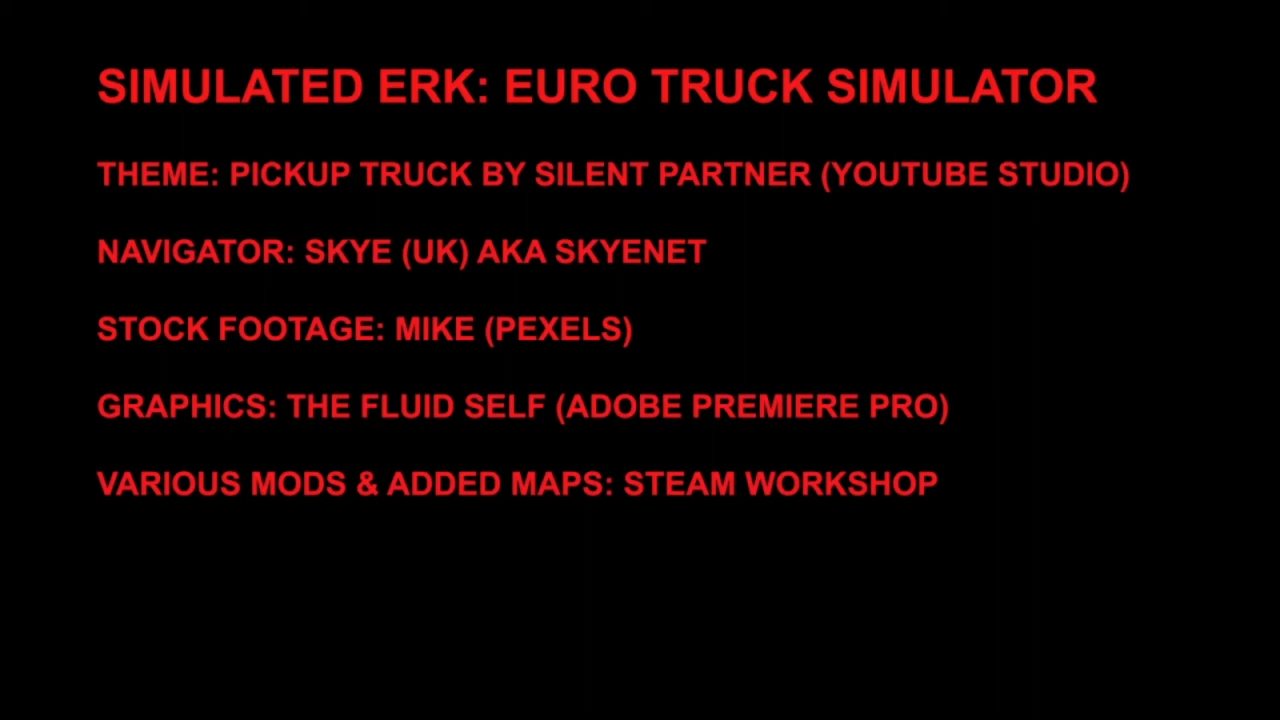 SIMULATED ERK: EURO TRUCK SIMULATOR
THEME: PICKUP TRUCK BY SILENT PARTNER (YOUTUBE STUDIO)
NAVIGATOR: SKYE (UK) AKA SKYENET
STOCK FOOTAGE: MIKE (PEXELS)
GRAPHICS: THE FLUID SELF (ADOBE PREMIERE PRO)
VARIOUS MODS & ADDED MAPS: STEAM WORKSHOP